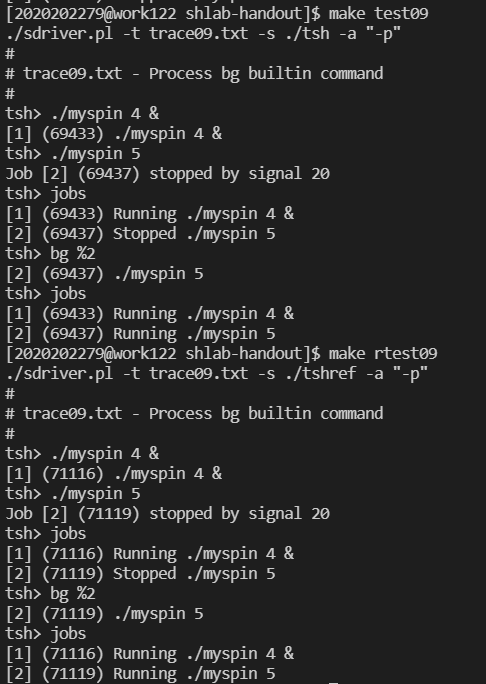 [2020202279@work122 shlab-handout]$ make test09
./sdriver.pl -t trace09.txt -s ./tsh -a "-p"
#
# trace09.txt - Process bg builtin command
#
tsh> ./myspin 4 &
[1] (69433) ./myspin 4 &
tsh> ./myspin 5
Job [2] (69437) stopped by signal 20
tsh> jobs
[1] (69433) Running ./myspin 4 &
[2] (69437) Stopped ./myspin 5
tsh> bg %2
[2] (69437) ./myspin 5
tsh> jobs
[1] (69433) Running ./myspin 4 &
[2] (69437) Running ./myspin 5
[2020202279@work122 shlab-handout]$ make rtest09
./sdriver.pl -t trace09.txt -s ./tshref -a "-p"
#
# trace09.txt - Process bg builtin command
#
tsh> ./myspin 4 &
[1] (71116) ./myspin 4 &
tsh> ./myspin 5
Job [2] (71119) stopped by signal 20
tsh> jobs
[1] (71116) Running ./myspin 4 &
[2] (71119) Stopped ./myspin 5
tsh> bg %2
[2] (71119) ./myspin 5
tsh> jobs
[1] (71116) Running ./myspin 4 &
[2] (71119) Running ./myspin 5